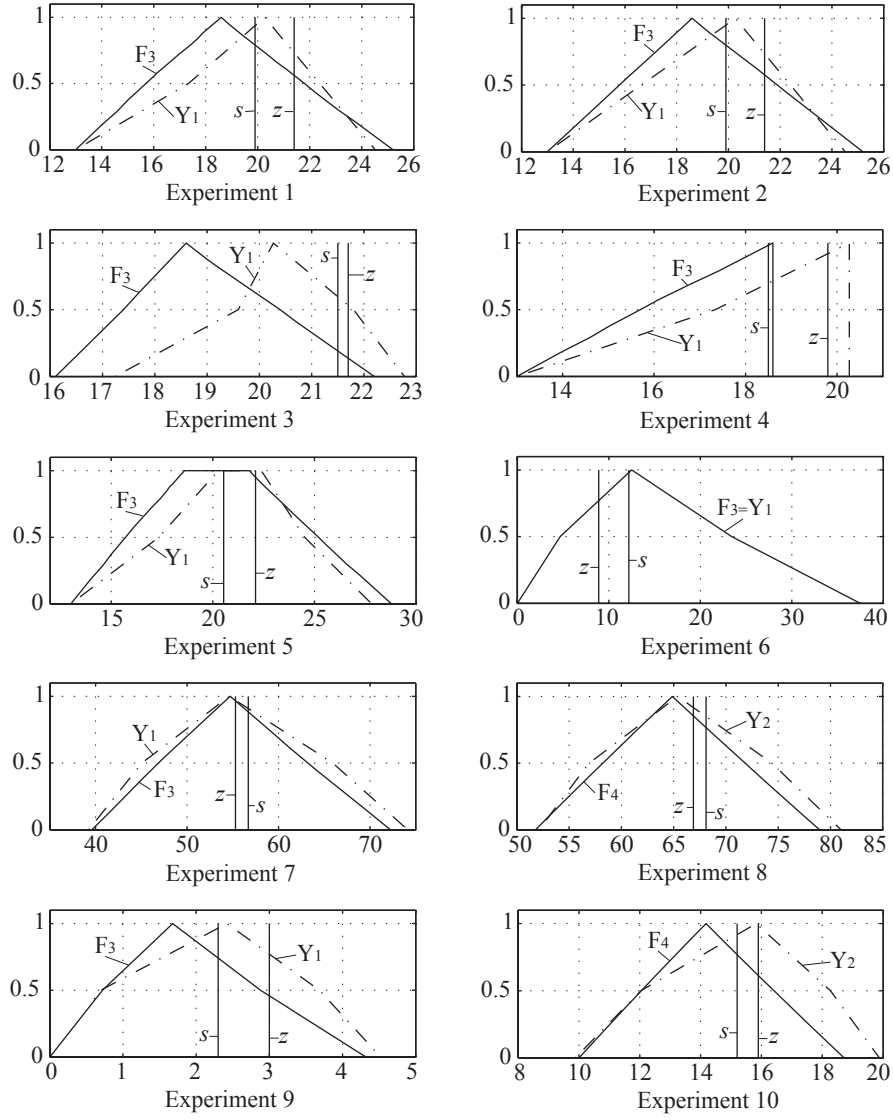 1
0.5
0
F3
Y1
s
z
12 14 16 18 20 22 24 26
Experiment 1
1
0.5
0
F3
Y1
s
z
12 14 16 18 20 22 24 26
Experiment 2
1
0.5
0
F3
Y1
s
z
16 17 18 19 20 21 22 23
Experiment 3
1
0.5
0
F3
Y1
s
z
14 16 18 20
Experiment 4
1
0.5
0
F3
Y1
s
z
15 20 25 30
Experiment 5
1
0.5
0
F3=Y1
z
s
0 10 20 30 40
Experiment 6
1
0.5
0
Y1
F3
z
s
40 50 60 70
Experiment 7
1
0.5
0
Y2
F4
z
s
50 55 60 65 70 75 80 85
Experiment 8
1
0.5
0
F3
Y1
s
z
0 1 2 3 4 5
Experiment 9
1
0.5
0
F4
Y2
s
z
8 10 12 14 16 18 20
Experiment 10